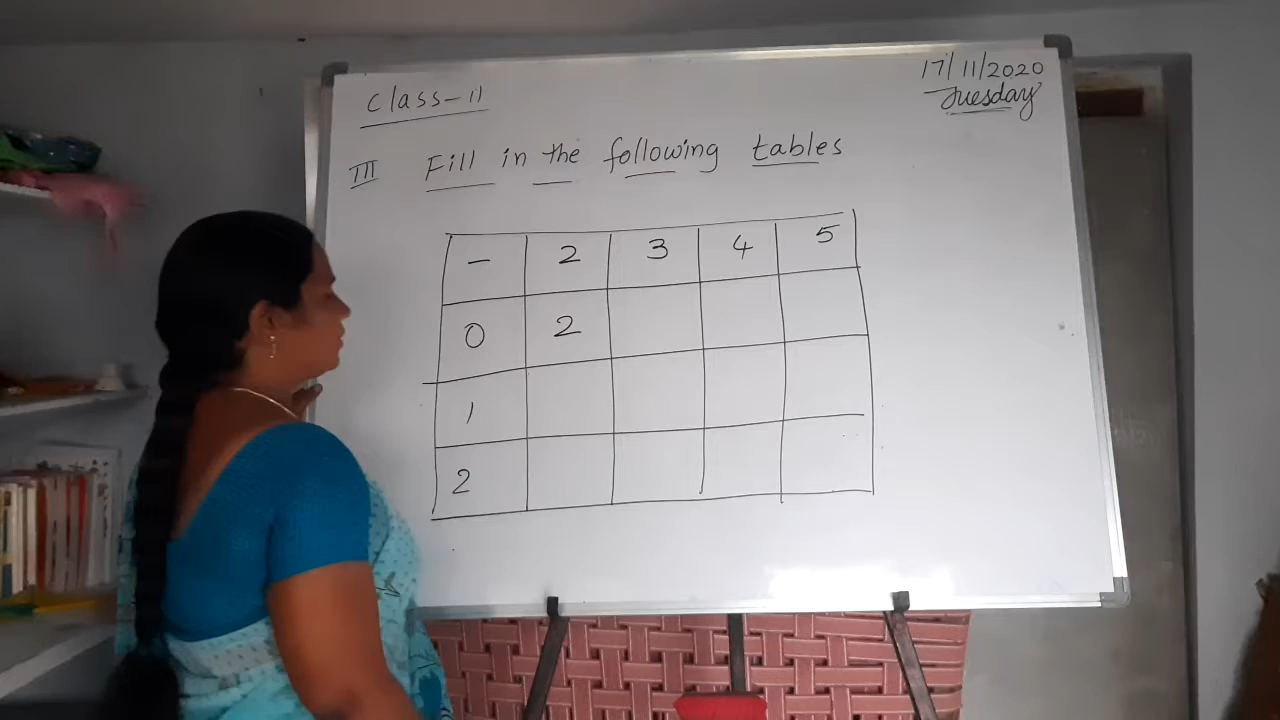 17/11/2020
Tuesday
Class-II
III Fill in the following tables
- 2 3 4 5
0 2
1
2